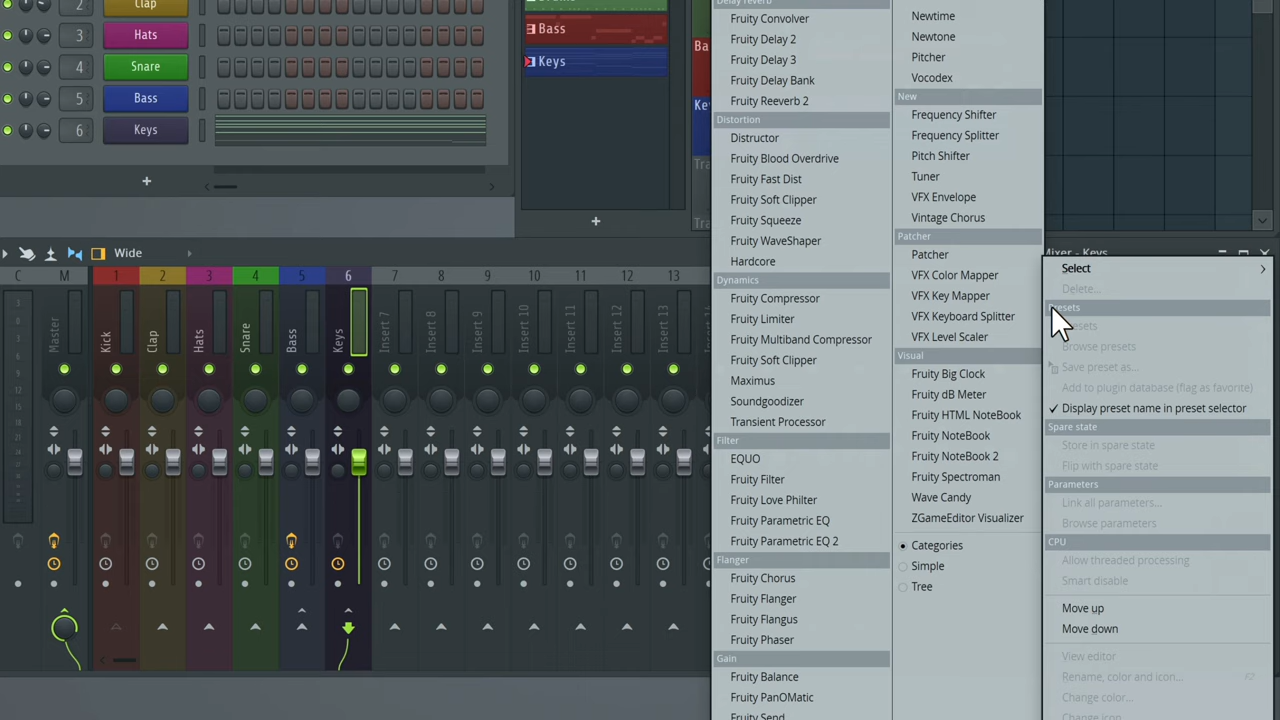 2
Clap
3
Hats
4
Snare
5
Bass
6
Keys
Bass
Keys
Wide
C
M
1
2
3
4
5
6
7
8
9
10
11
12
13
Master
Kick
Clap
Hats
Snare
Bass
Keys
Insert 7
Insert 8
Insert 9
Insert 10
Insert 11
Insert 12
Insert 13
Delay reverb
Fruity Convolver
Fruity Delay 2
Fruity Delay 3
Fruity Delay Bank
Fruity Reeverb 2
Distortion
Distructor
Fruity Blood Overdrive
Fruity Fast Dist
Fruity Soft Clipper
Fruity Squeeze
Fruity WaveShaper
Hardcore
Dynamics
Fruity Compressor
Fruity Limiter
Fruity Multiband Compressor
Fruity Soft Clipper
Maximus
Soundgoodizer
Transient Processor
Filter
EQUO
Fruity Filter
Fruity Love Philter
Fruity Parametric EQ
Fruity Parametric EQ 2
Flanger
Fruity Chorus
Fruity Flanger
Fruity Flangus
Fruity Phaser
Gain
Fruity Balance
Fruity PanOMatic
Fruity Send
Newtime
Newtone
Pitcher
Vocodex
New
Frequency Shifter
Frequency Splitter
Pitch Shifter
Tuner
VFX Envelope
Vintage Chorus
Patcher
Patcher
VFX Color Mapper
VFX Key Mapper
VFX Keyboard Splitter
VFX Level Scaler
Visual
Fruity Big Clock
Fruity dB Meter
Fruity HTML NoteBook
Fruity NoteBook
Fruity NoteBook 2
Fruity Spectroman
Wave Candy
ZGameEditor Visualizer
Categories
Simple
Tree
Mixer - Keys
Select
Delete...
Presets
Presets
Browse presets
Save preset as...
Add to plugin database (flag as favorite)
Display preset name in preset selector
Spare state
Store in spare state
Flip with spare state
Parameters
Link all parameters...
Browse parameters
CPU
Allow threaded processing
Smart disable
Move up
Move down
View editor
Rename, color and icon... F2
Change color...
Change icon...